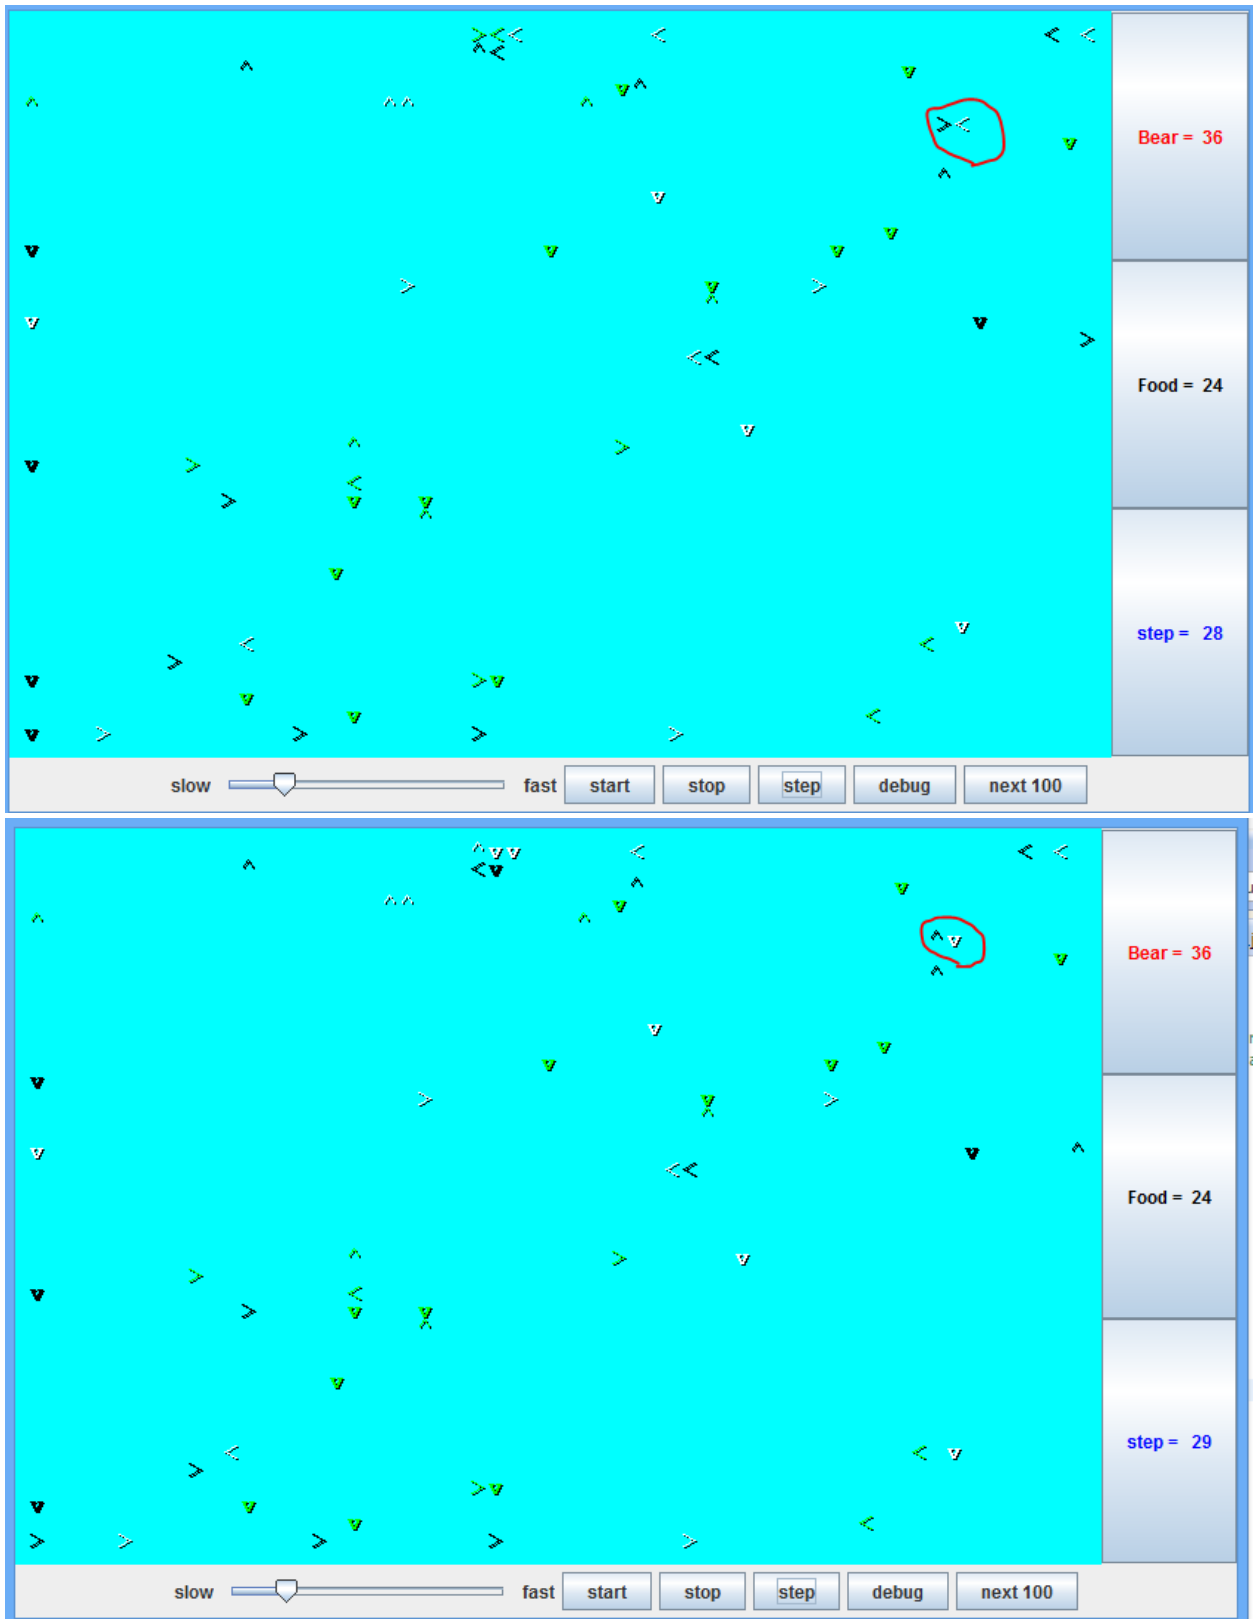 Bear = 36
Food = 24
step = 28
slow fast start stop step debug next 100
Bear = 36
Food = 24
step = 29
slow fast start stop step debug next 100